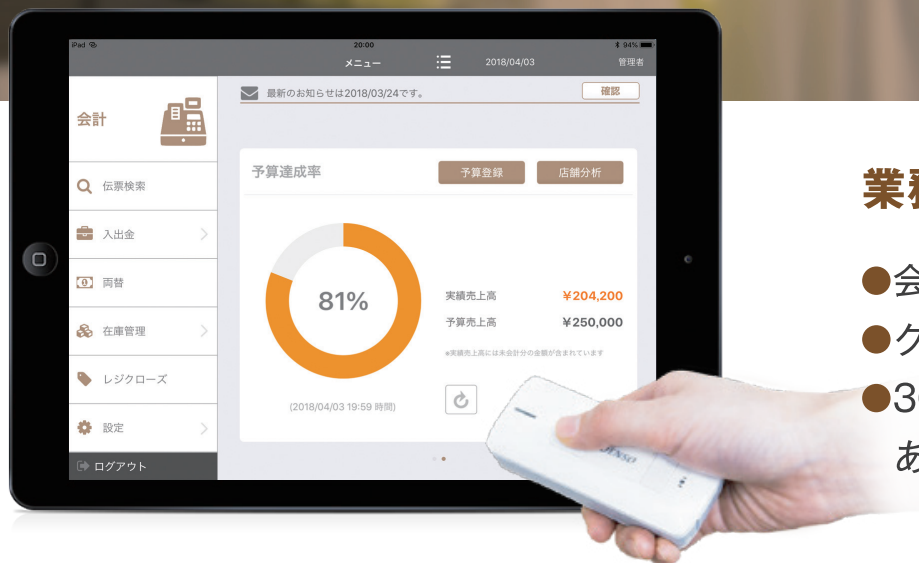 iPad 20:00 94%
メニュー 2018/04/03 管理者
最新のお知らせは2018/03/24です。 確認
会計
伝票検索
入出金
両替
在庫管理
レジクローズ
設定
ログアウト
予算達成率 予算登録 店舗分析
81%
実績売上高 ¥204,200
予算売上高 ¥250,000
※実績売上高には未会計分の金額が含まれています
(2018/04/03 19:59 時間)
DENSO
業務
●会
●ク
●30
あ